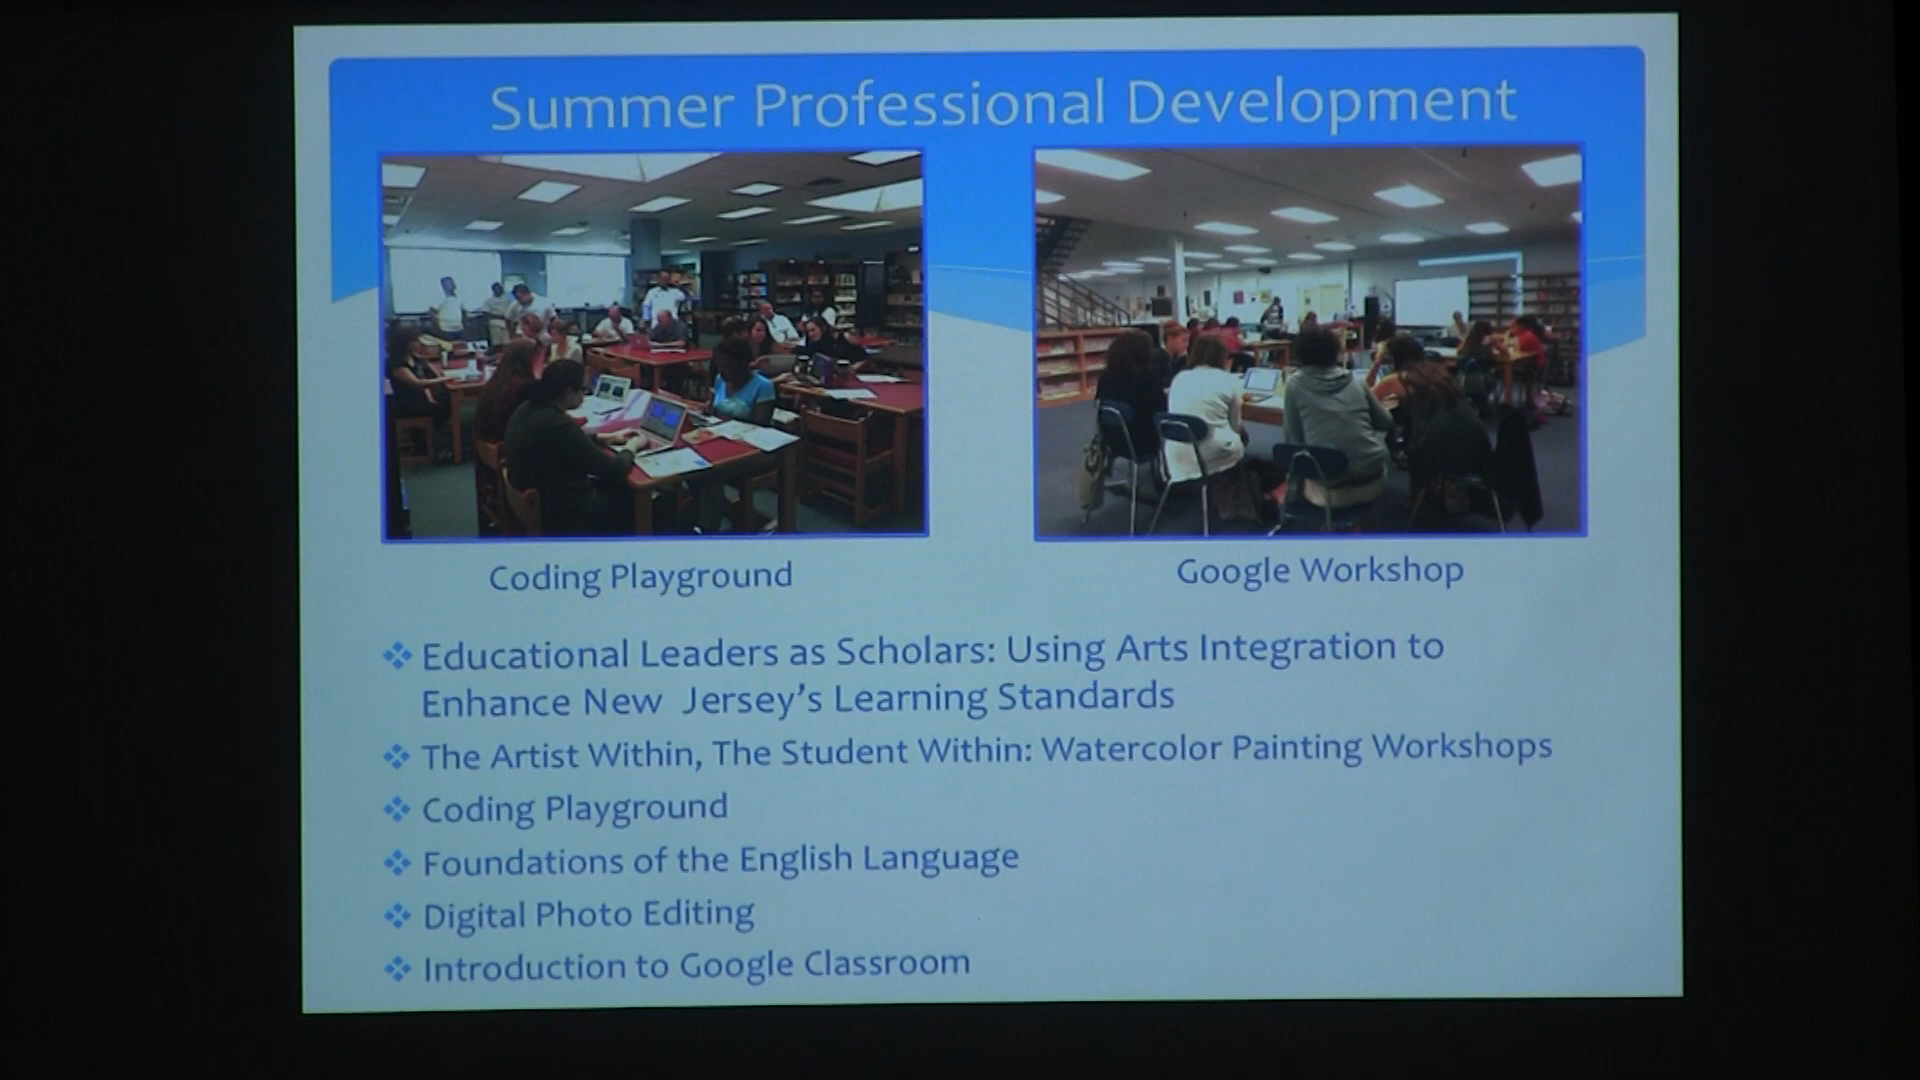 Summer Professional Development
Coding Playground
Google Workshop
Educational Leaders as Scholars: Using Arts Integration to
Enhance New Jersey's Learning Standards
The Artist Within, The Student Within: Watercolor Painting Workshops
Coding Playground
Foundations of the English Language
Digital Photo Editing
Introduction to Google Classroom